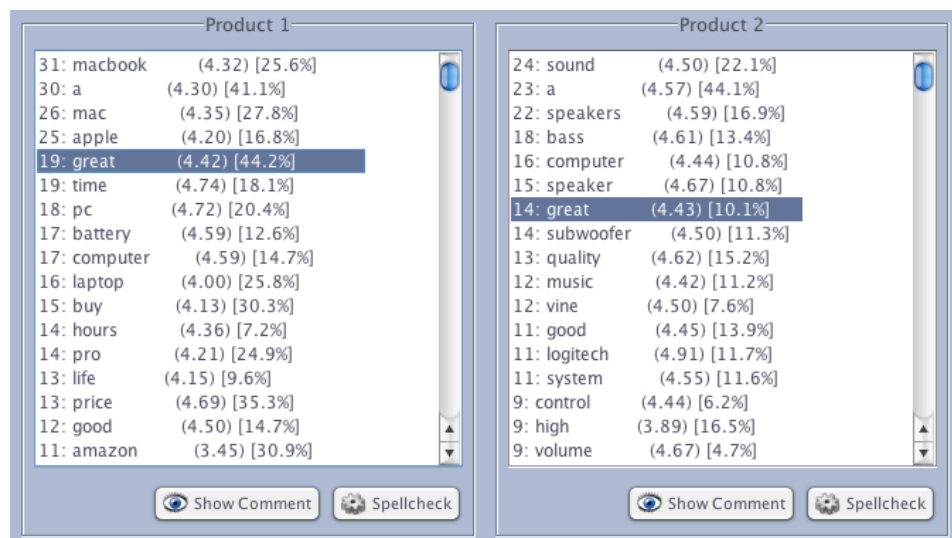 Product 1
31: macbook (4.32) [25.6%]
30: a (4.30) [41.1%]
26: mac (4.35) [27.8%]
25: apple (4.20) [16.8%]
19: great (4.42) [44.2%]
19: time (4.74) [18.1%]
18: pc (4.72) [20.4%]
17: battery (4.59) [12.6%]
17: computer (4.59) [14.7%]
16: laptop (4.00) [25.8%]
15: buy (4.13) [30.3%]
14: hours (4.36) [7.2%]
14: pro (4.21) [24.9%]
13: life (4.15) [9.6%]
13: price (4.69) [35.3%]
12: good (4.50) [14.7%]
11: amazon (3.45) [30.9%]
Show Comment
Spellcheck
Product 2
24: sound (4.50) [22.1%]
23: a (4.57) [44.1%]
22: speakers (4.59) [16.9%]
18: bass (4.61) [13.4%]
16: computer (4.44) [10.8%]
15: speaker (4.67) [10.8%]
14: great (4.43) [10.1%]
14: subwoofer (4.50) [11.3%]
13: quality (4.62) [15.2%]
12: music (4.42) [11.2%]
12: vine (4.50) [7.6%]
11: good (4.45) [13.9%]
11: logitech (4.91) [11.7%]
11: system (4.55) [11.6%]
9: control (4.44) [6.2%]
9: high (3.89) [16.5%]
9: volume (4.67) [4.7%]
Show Comment
Spellcheck